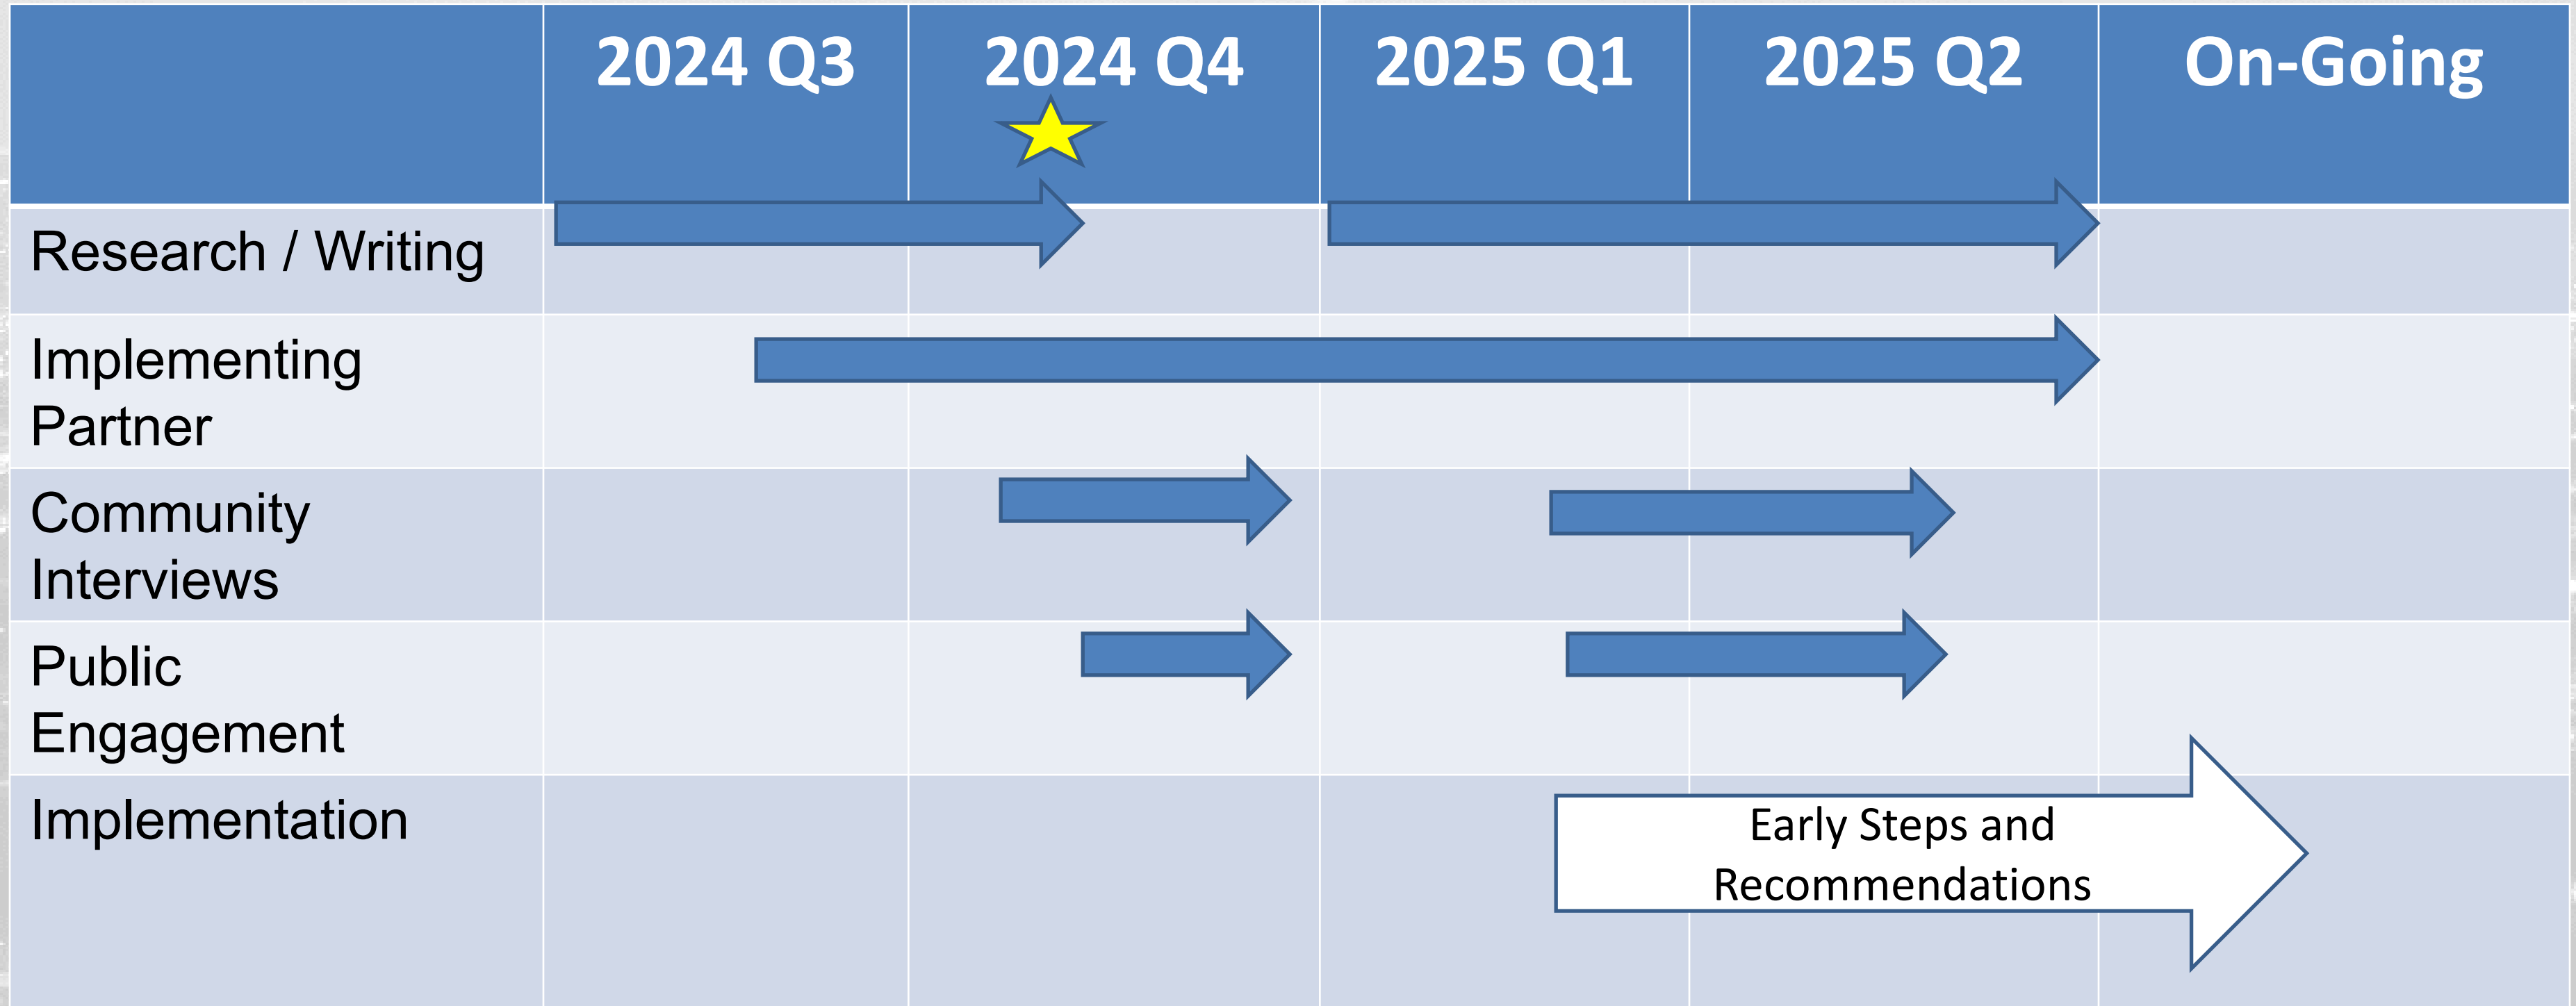 2024 Q3 2024 Q4 2025 Q1 2025 Q2 On-Going
Research / Writing
Implementing
Partner
Community
Interviews
Public
Engagement
Implementation
Early Steps and
Recommendations